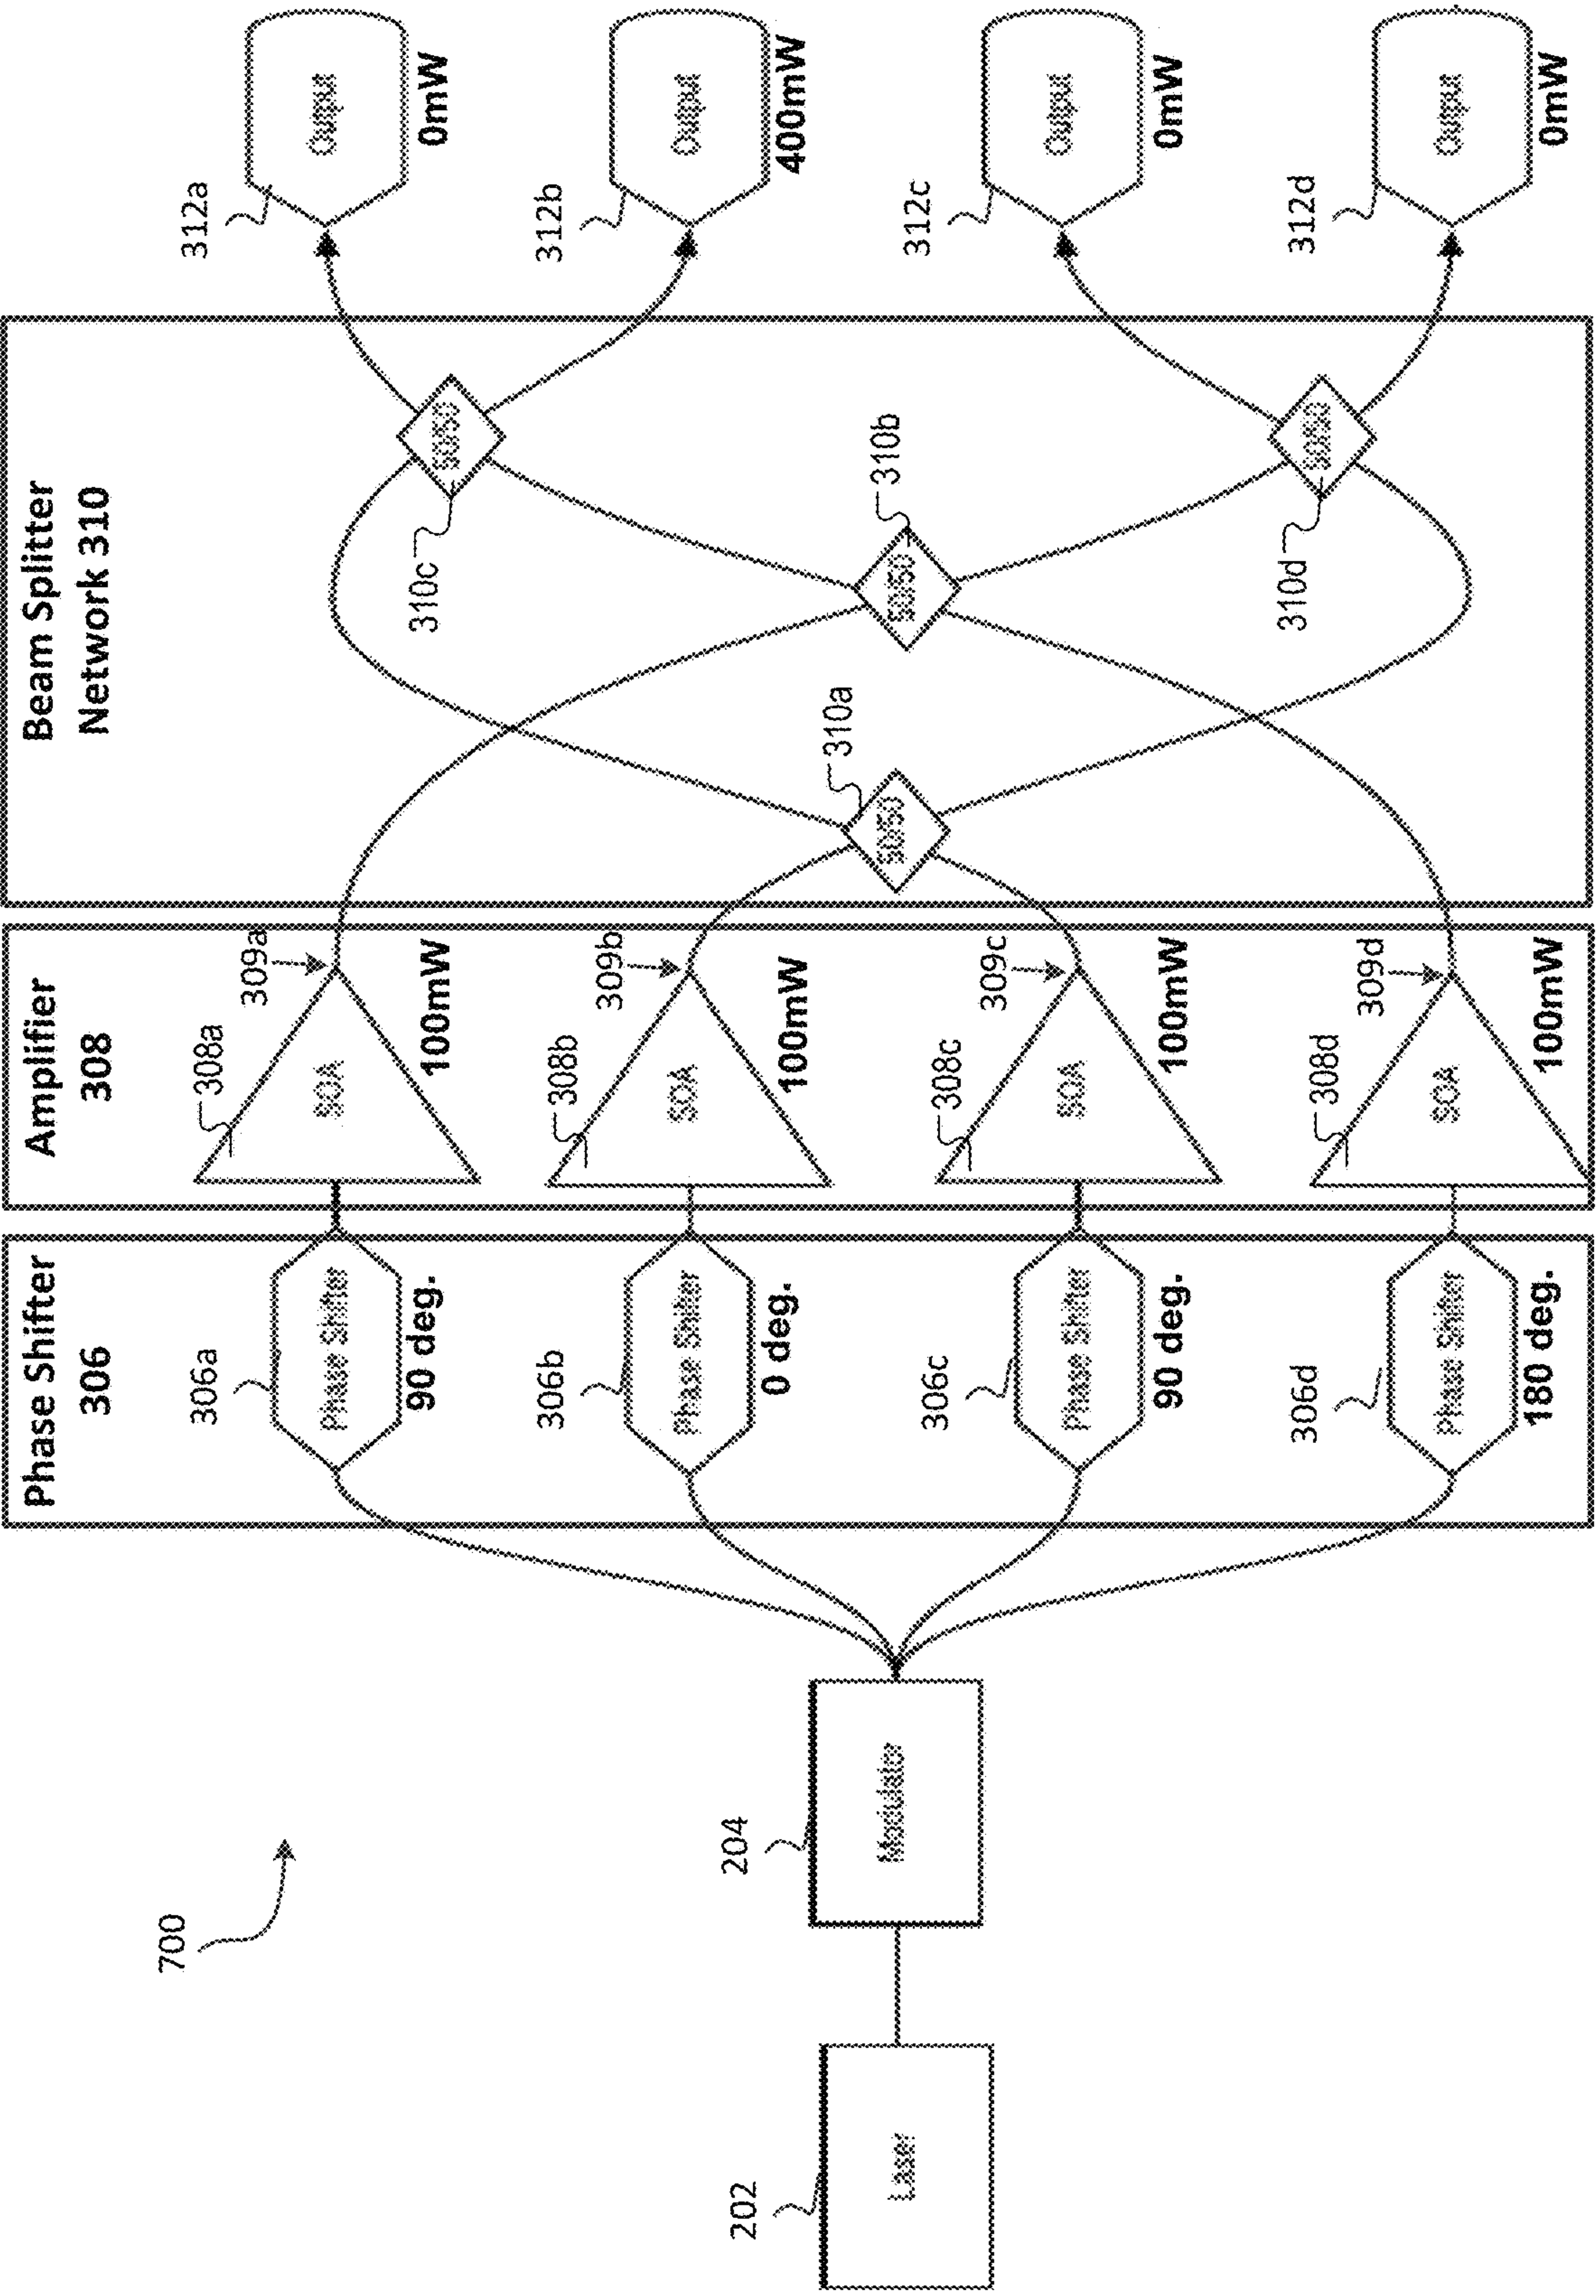 700
202
Laser
204
Modulator
Phase Shifter
306
306a
Phase Shifter
90 deg.
306b
Phase Shifter
0 deg.
306c
Phase Shifter
90 deg.
306d
Phase Shifter
180 deg.
Amplifier
308
308a
SOA
309a
100mW
308b
SOA
309b
100mW
308c
SOA
309c
100mW
308d
SOA
309d
100mW
Beam Splitter
Network 310
310a
50/50
310b
50/50
310c
50/50
310d
50/50
312a
Output
0mW
312b
Output
400mW
312c
Output
0mW
312d
Output
0mW